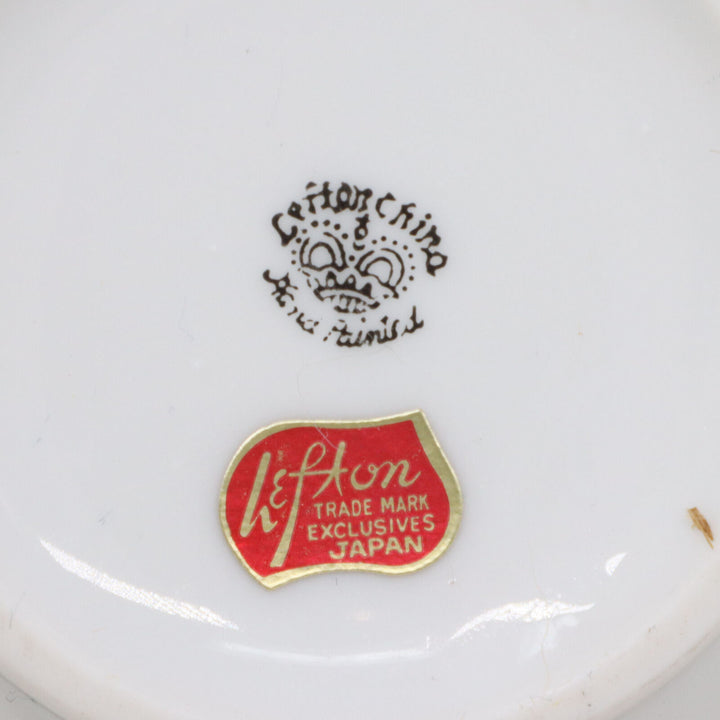 Lefton China
Hand Painted
Lefton
TRADE MARK
EXCLUSIVES
JAPAN